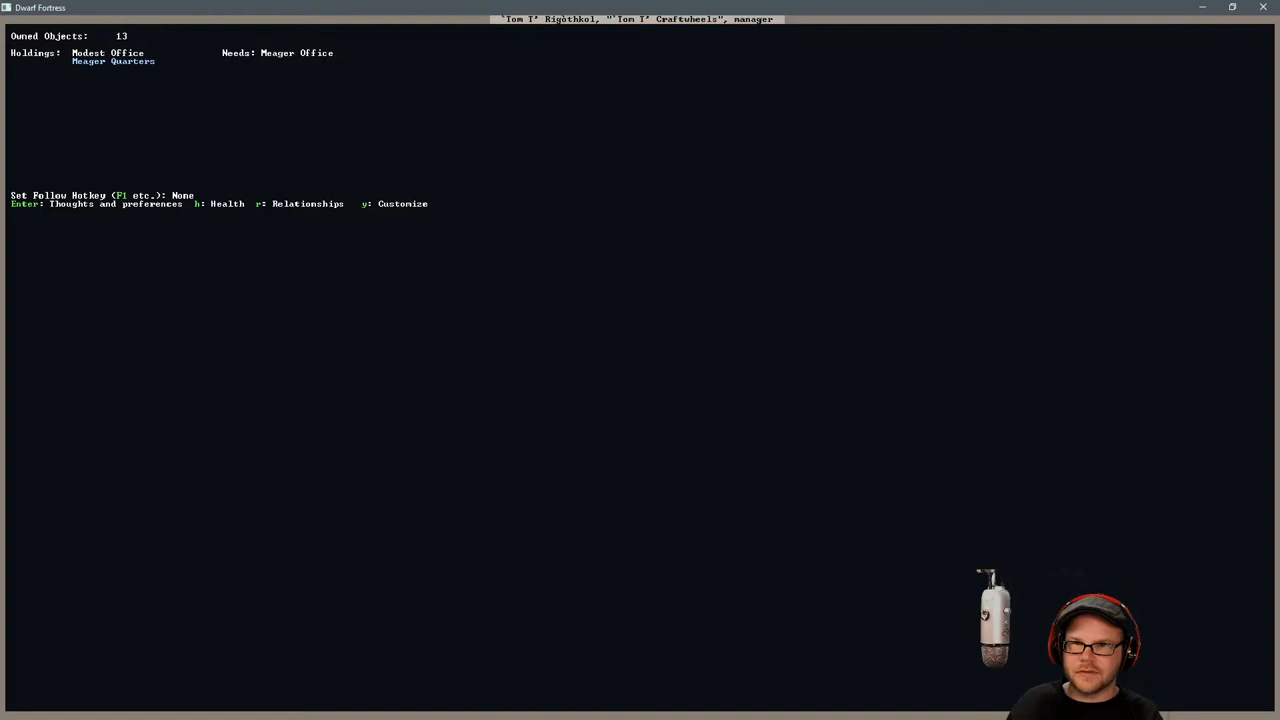 Dwarf Fortress
`Tom T' Rigòthkol, "`Tom T' Craftwheels", manager
Owned Objects: 13
Holdings: Modest Office Needs: Meager Office
Meager Quarters
Set Follow Hotkey (F1 etc.): None
Enter: Thoughts and preferences h: Health r: Relationships y: Customize